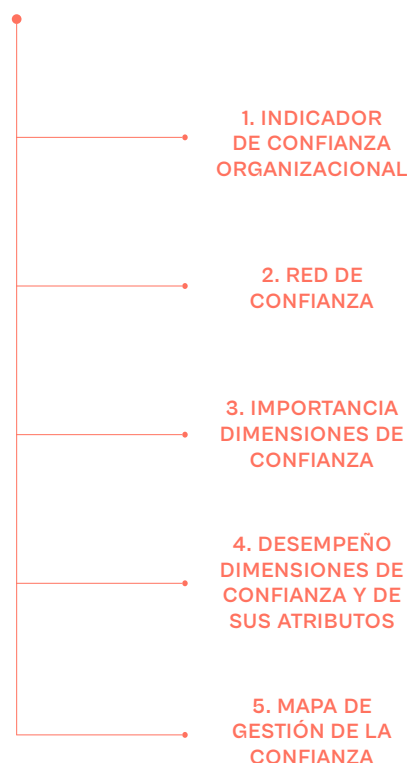 1. INDICADOR
DE CONFIANZA
ORGANIZACIONAL
2. RED DE
CONFIANZA
3. IMPORTANCIA
DIMENSIONES DE
CONFIANZA
4. DESEMPEÑO
DIMENSIONES DE
CONFIANZA Y DE
SUS ATRIBUTOS
5. MAPA DE
GESTIÓN DE LA
CONFIANZA